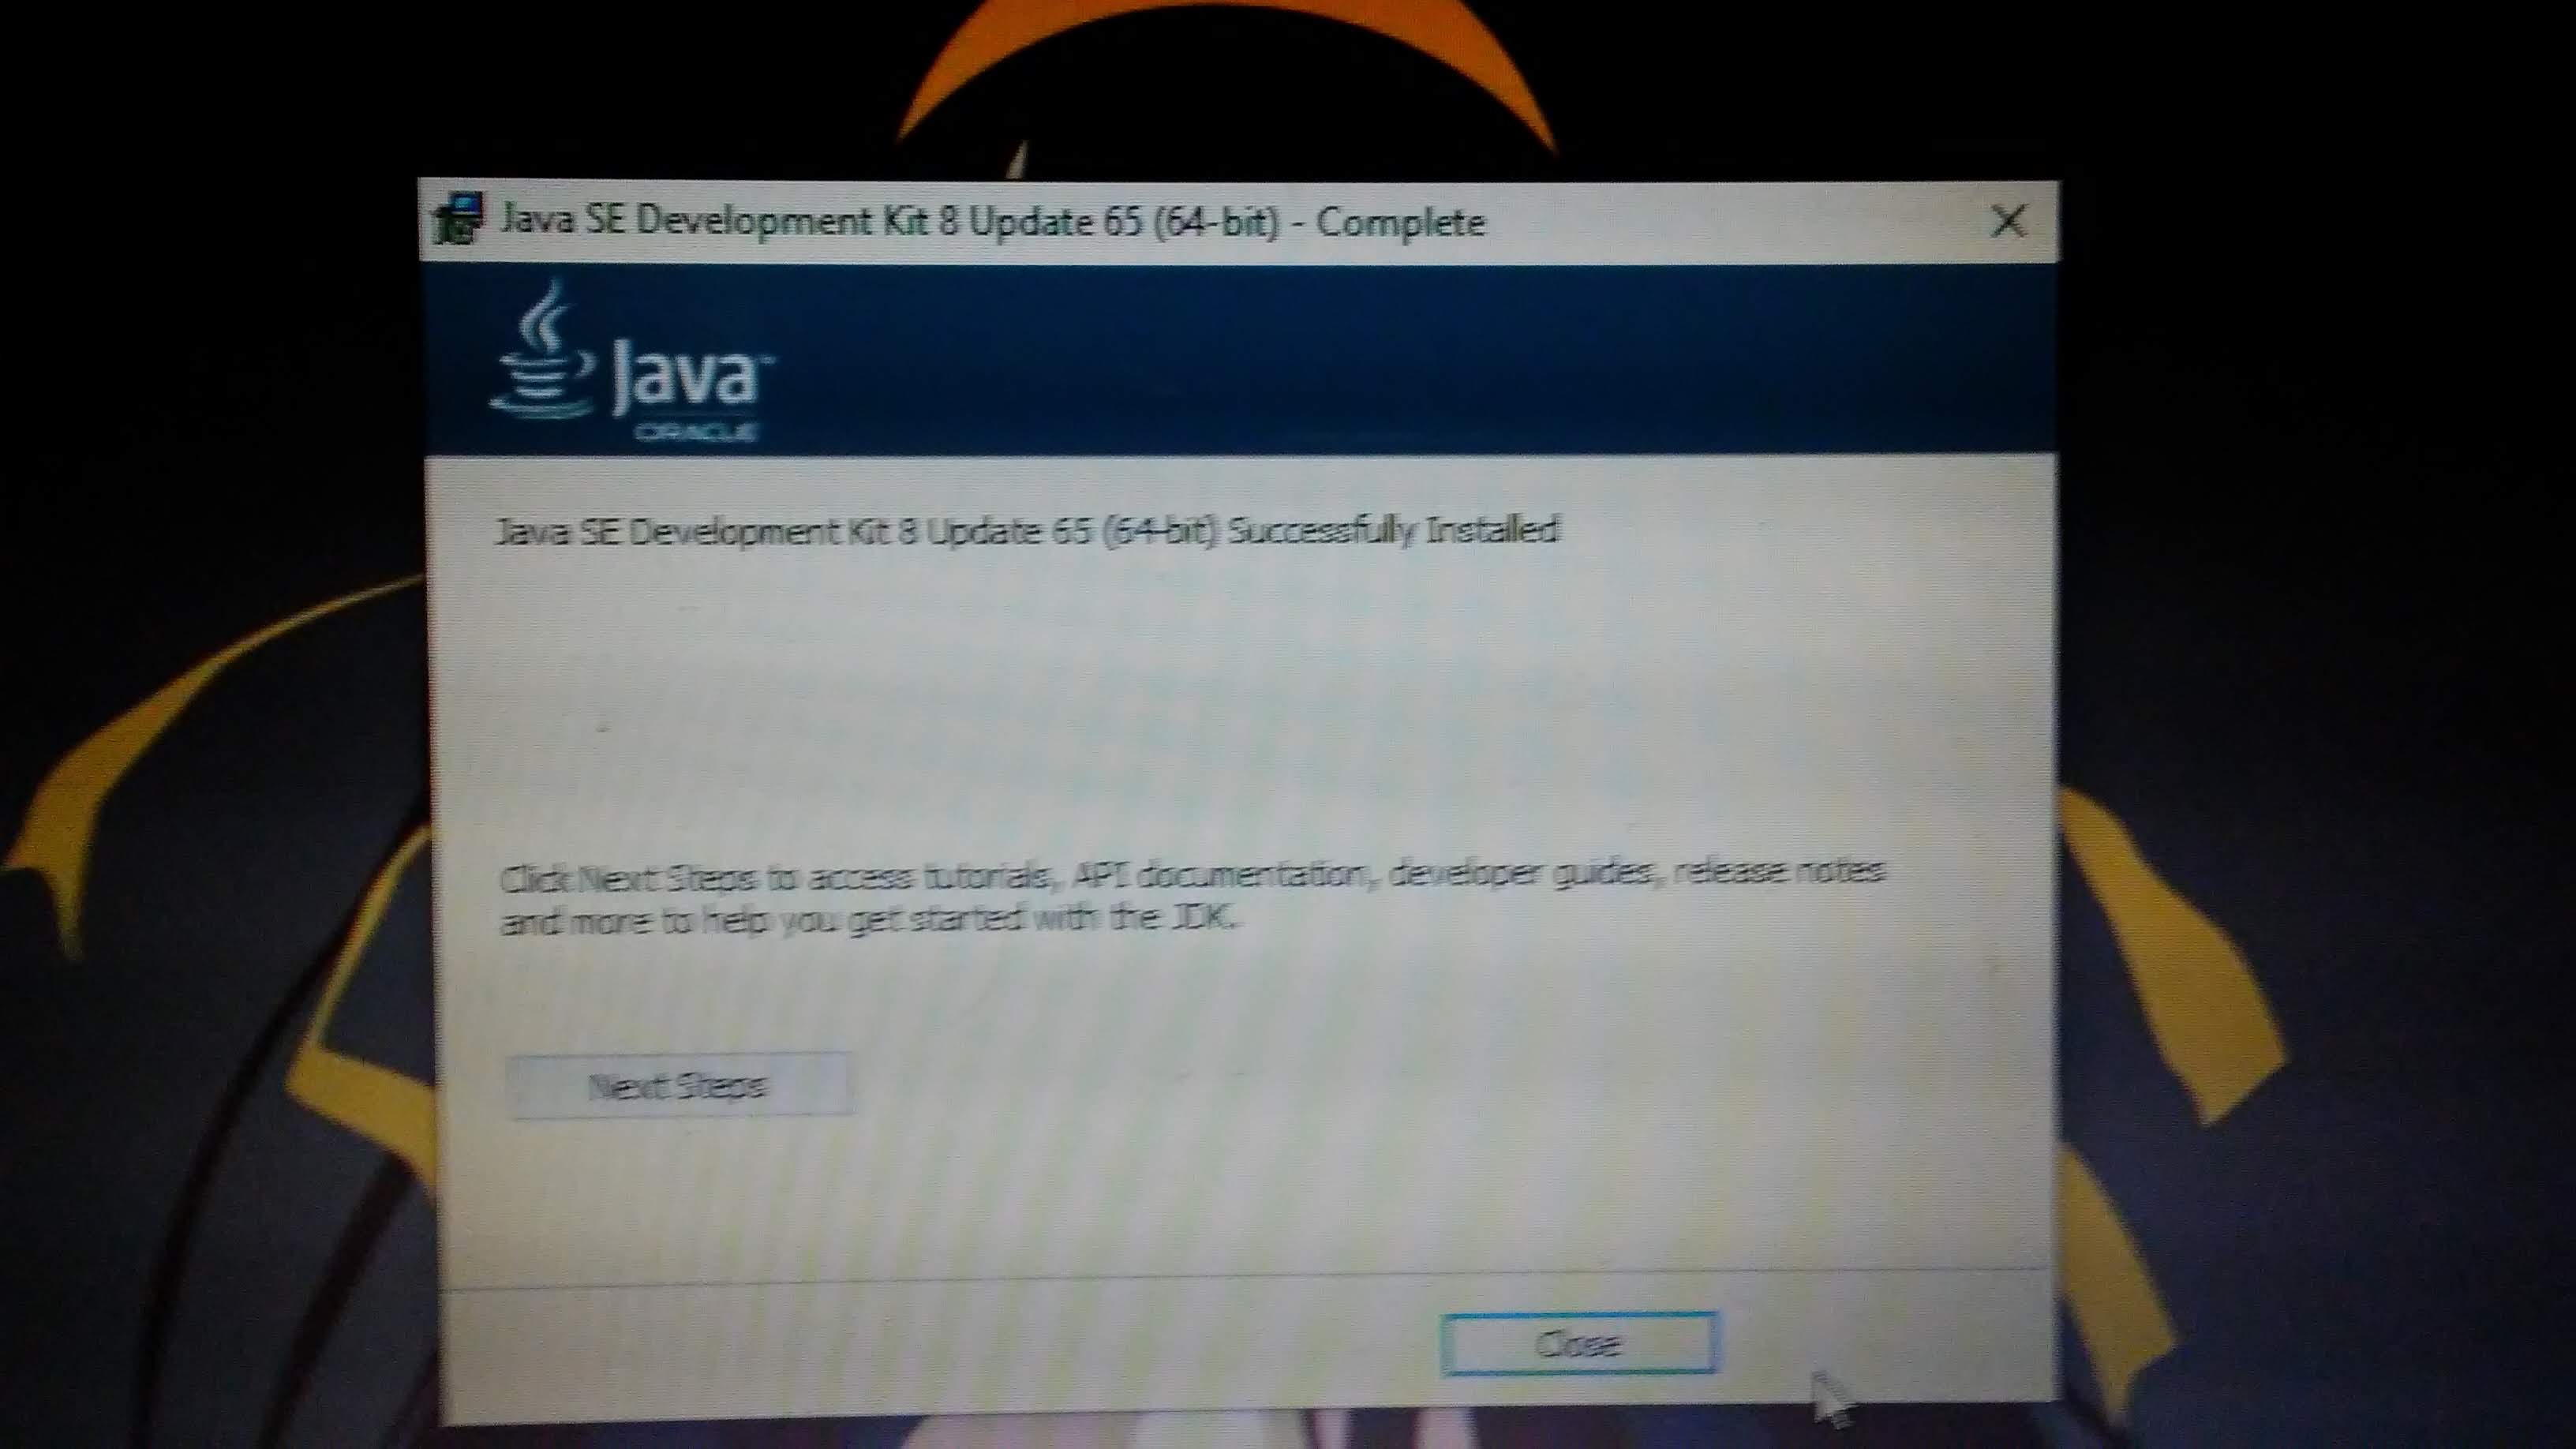 Java SE Development Kit 8 Update 65 (64-bit) - Complete
Java™
ORACLE
Java SE Development Kit 8 Update 65 (64-bit) Successfully Installed
Click Next Steps to access tutorials, API documentation, developer guides, release notes
and more to help you get started with the JDK.
Next Steps
Close